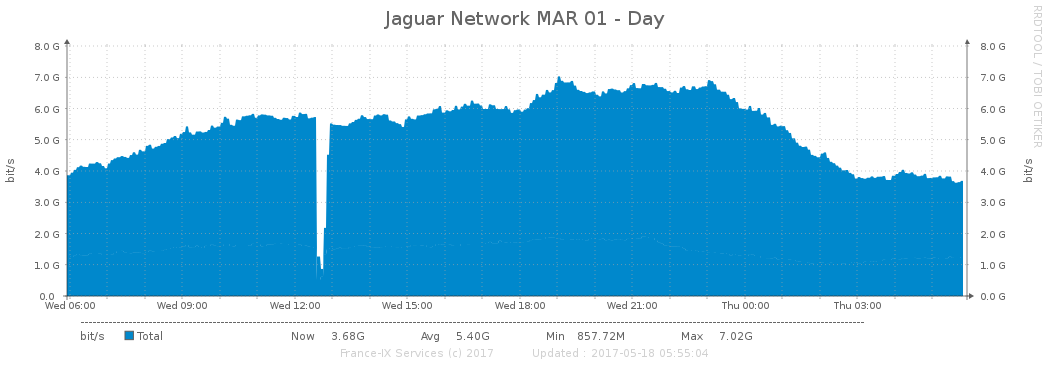 Jaguar Network MAR 01 - Day
RRDTOOL / TOBI OETIKER
bit/s
8.0 G 8.0 G
7.0 G 7.0 G
6.0 G 6.0 G
5.0 G 5.0 G
4.0 G 4.0 G
3.0 G 3.0 G
2.0 G 2.0 G
1.0 G 1.0 G
0.0 0.0 G
bit/s
Wed 06:00 Wed 09:00 Wed 12:00 Wed 15:00 Wed 18:00 Wed 21:00 Thu 00:00 Thu 03:00
bit/s Total Now 3.68G Avg 5.40G Min 857.72M Max 7.02G
France-IX Services (c) 2017 Updated : 2017-05-18 05:55:04